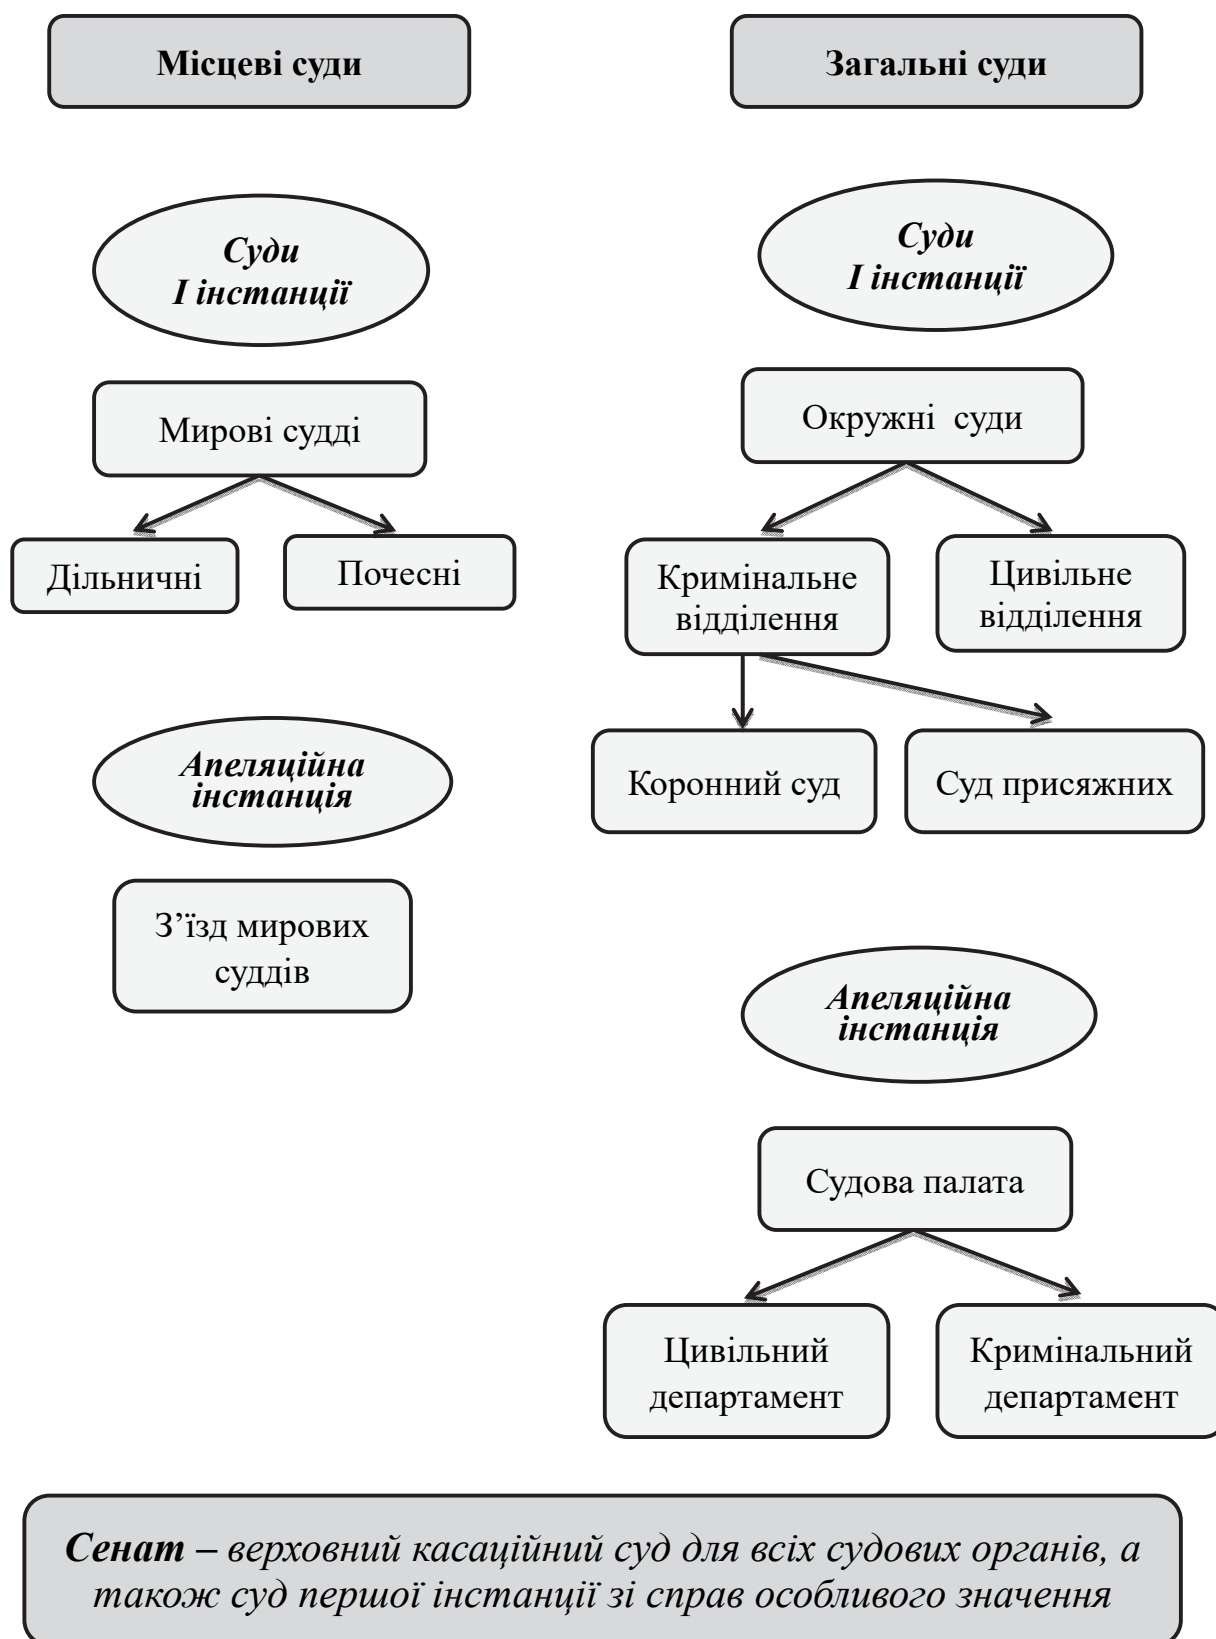 Місцеві суди
Загальні суди
Суди
І інстанції
Суди
І інстанції
Мирові судді
Окружні суди
Дільничні
Почесні
Кримінальне
відділення
Цивільне
відділення
Апеляційна
інстанція
Коронний суд
Суд присяжних
З’їзд мирових
суддів
Апеляційна
інстанція
Судова палата
Цивільний
департамент
Кримінальний
департамент
Сенат – верховний касаційний суд для всіх судових органів, а
також суд першої інстанції зі справ особливого значення